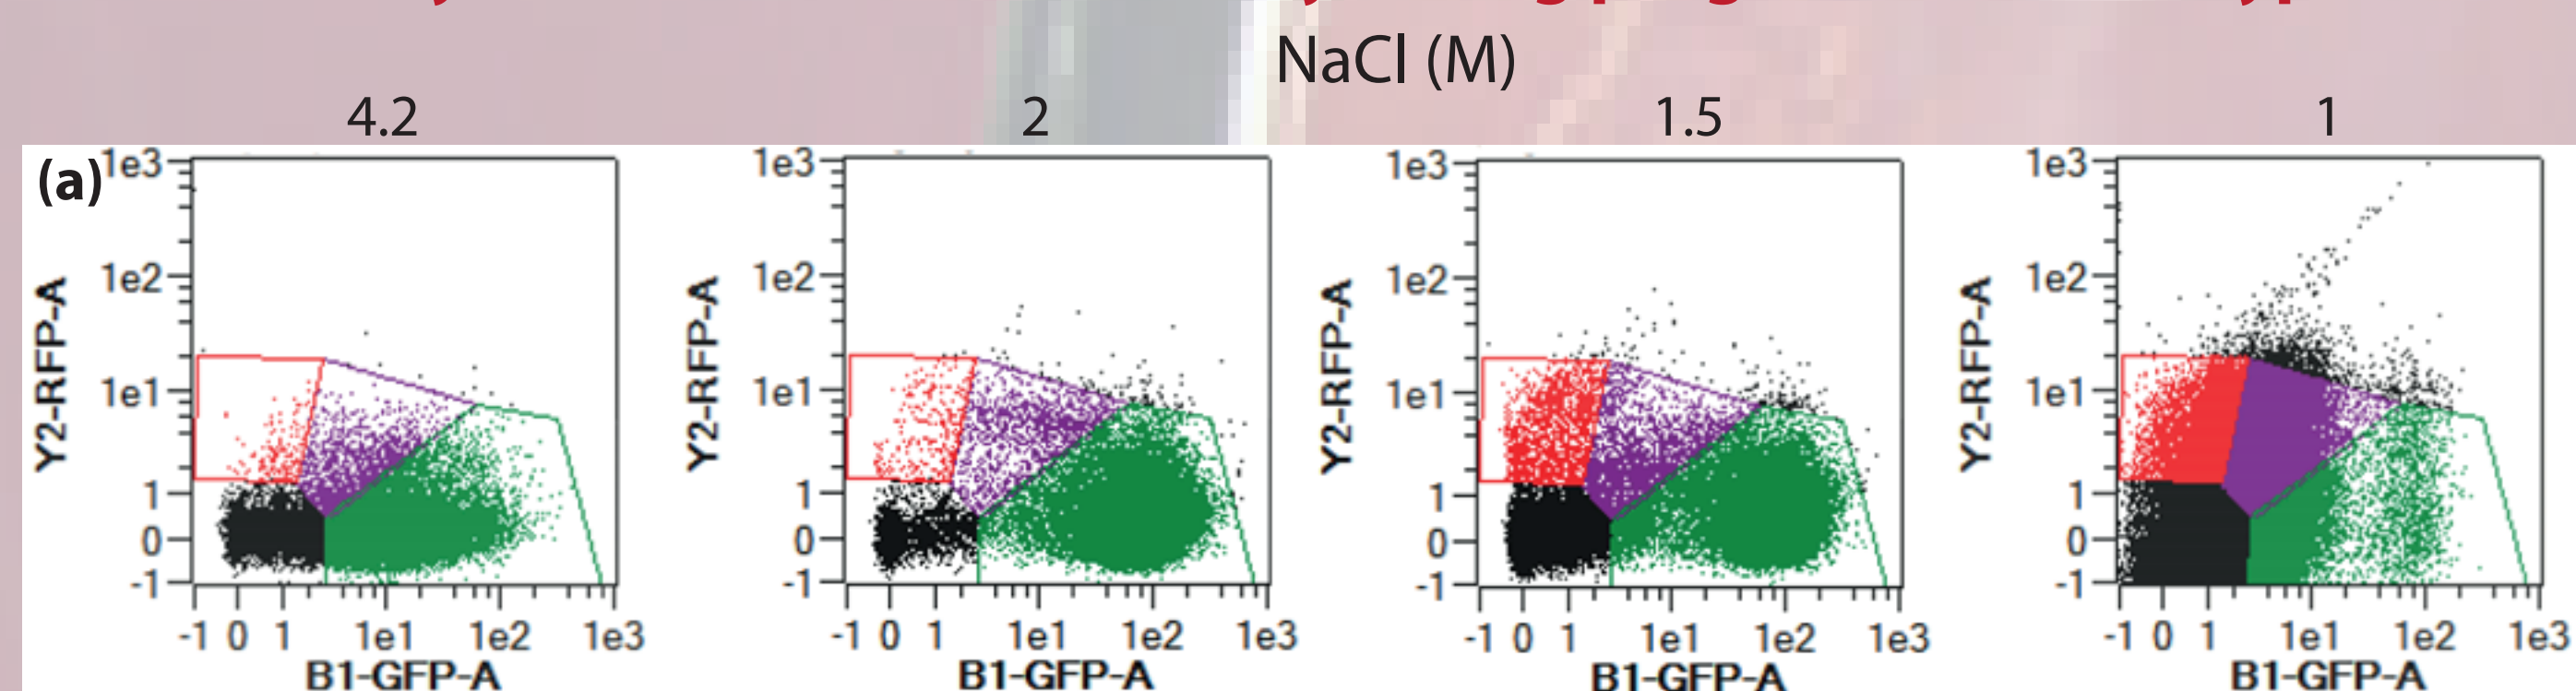 NaCl (M)
4.2 2 1.5 1
(a)
1e3 1e3 1e3 1e3
1e2 1e2 1e2 1e2
1e1 1e1 1e1 1e1
1 1 1 1
0 0 0 0
-1 -1 -1 -1
Y2-RFP-A Y2-RFP-A Y2-RFP-A Y2-RFP-A
-1 0 1 1e1 1e2 1e3 -1 0 1 1e1 1e2 1e3 -1 0 1 1e1 1e2 1e3 -1 0 1 1e1 1e2 1e3
B1-GFP-A B1-GFP-A B1-GFP-A B1-GFP-A